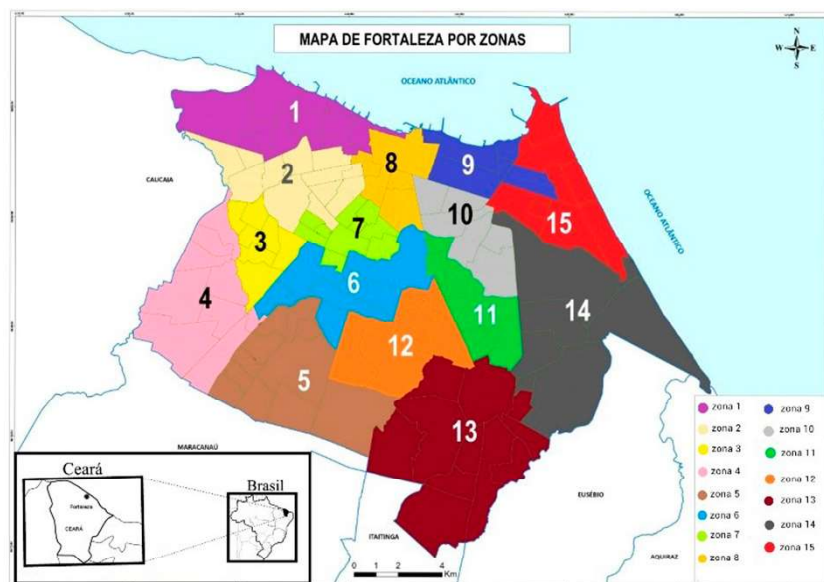 MAPA DE FORTALEZA POR ZONAS
N
W E
S
OCEANO ATLÂNTICO
1
8
9
CAUCAIA
2
10
OCEANO ATLÂNTICO
7
15
3
4
6
14
11
12
5
13
MARACANAÚ
ITAITINGA
EUSÉBIO
AQUIRAZ
zona 1
zona 2
zona 3
zona 4
zona 5
zona 6
zona 7
zona 8
zona 9
zona 10
zona 11
zona 12
zona 13
zona 14
zona 15
Ceará
Fortaleza
CEARÁ
Brasil
0 1 2 4
Km